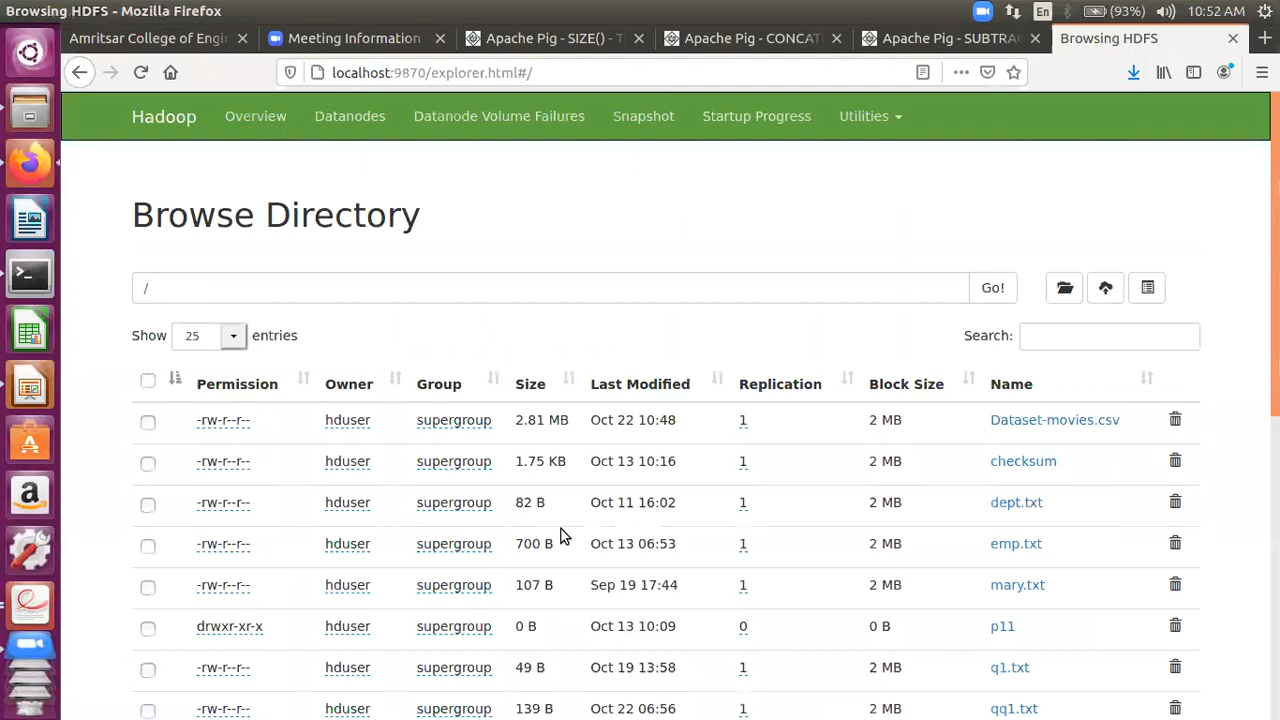 Browsing HDFS - Mozilla Firefox En (93%) 10:52 AM
Amritsar College of Engi Meeting Information Apache Pig - SIZE() - T Apache Pig - CONCAT Apache Pig - SUBTRA Browsing HDFS
localhost:9870/explorer.html#/
Hadoop Overview Datanodes Datanode Volume Failures Snapshot Startup Progress Utilities
Browse Directory
/ Go!
Show 25 entries Search:
Permission Owner Group Size Last Modified Replication Block Size Name
-rw-r--r-- hduser supergroup 2.81 MB Oct 22 10:48 1 2 MB Dataset-movies.csv
-rw-r--r-- hduser supergroup 1.75 KB Oct 13 10:16 1 2 MB checksum
-rw-r--r-- hduser supergroup 82 B Oct 11 16:02 1 2 MB dept.txt
-rw-r--r-- hduser supergroup 700 B Oct 13 06:53 1 2 MB emp.txt
-rw-r--r-- hduser supergroup 107 B Sep 19 17:44 1 2 MB mary.txt
drwxr-xr-x hduser supergroup 0 B Oct 13 10:09 0 0 B p11
-rw-r--r-- hduser supergroup 49 B Oct 19 13:58 1 2 MB q1.txt
-rw-r--r-- hduser supergroup 139 B Oct 22 06:56 1 2 MB qq1.txt